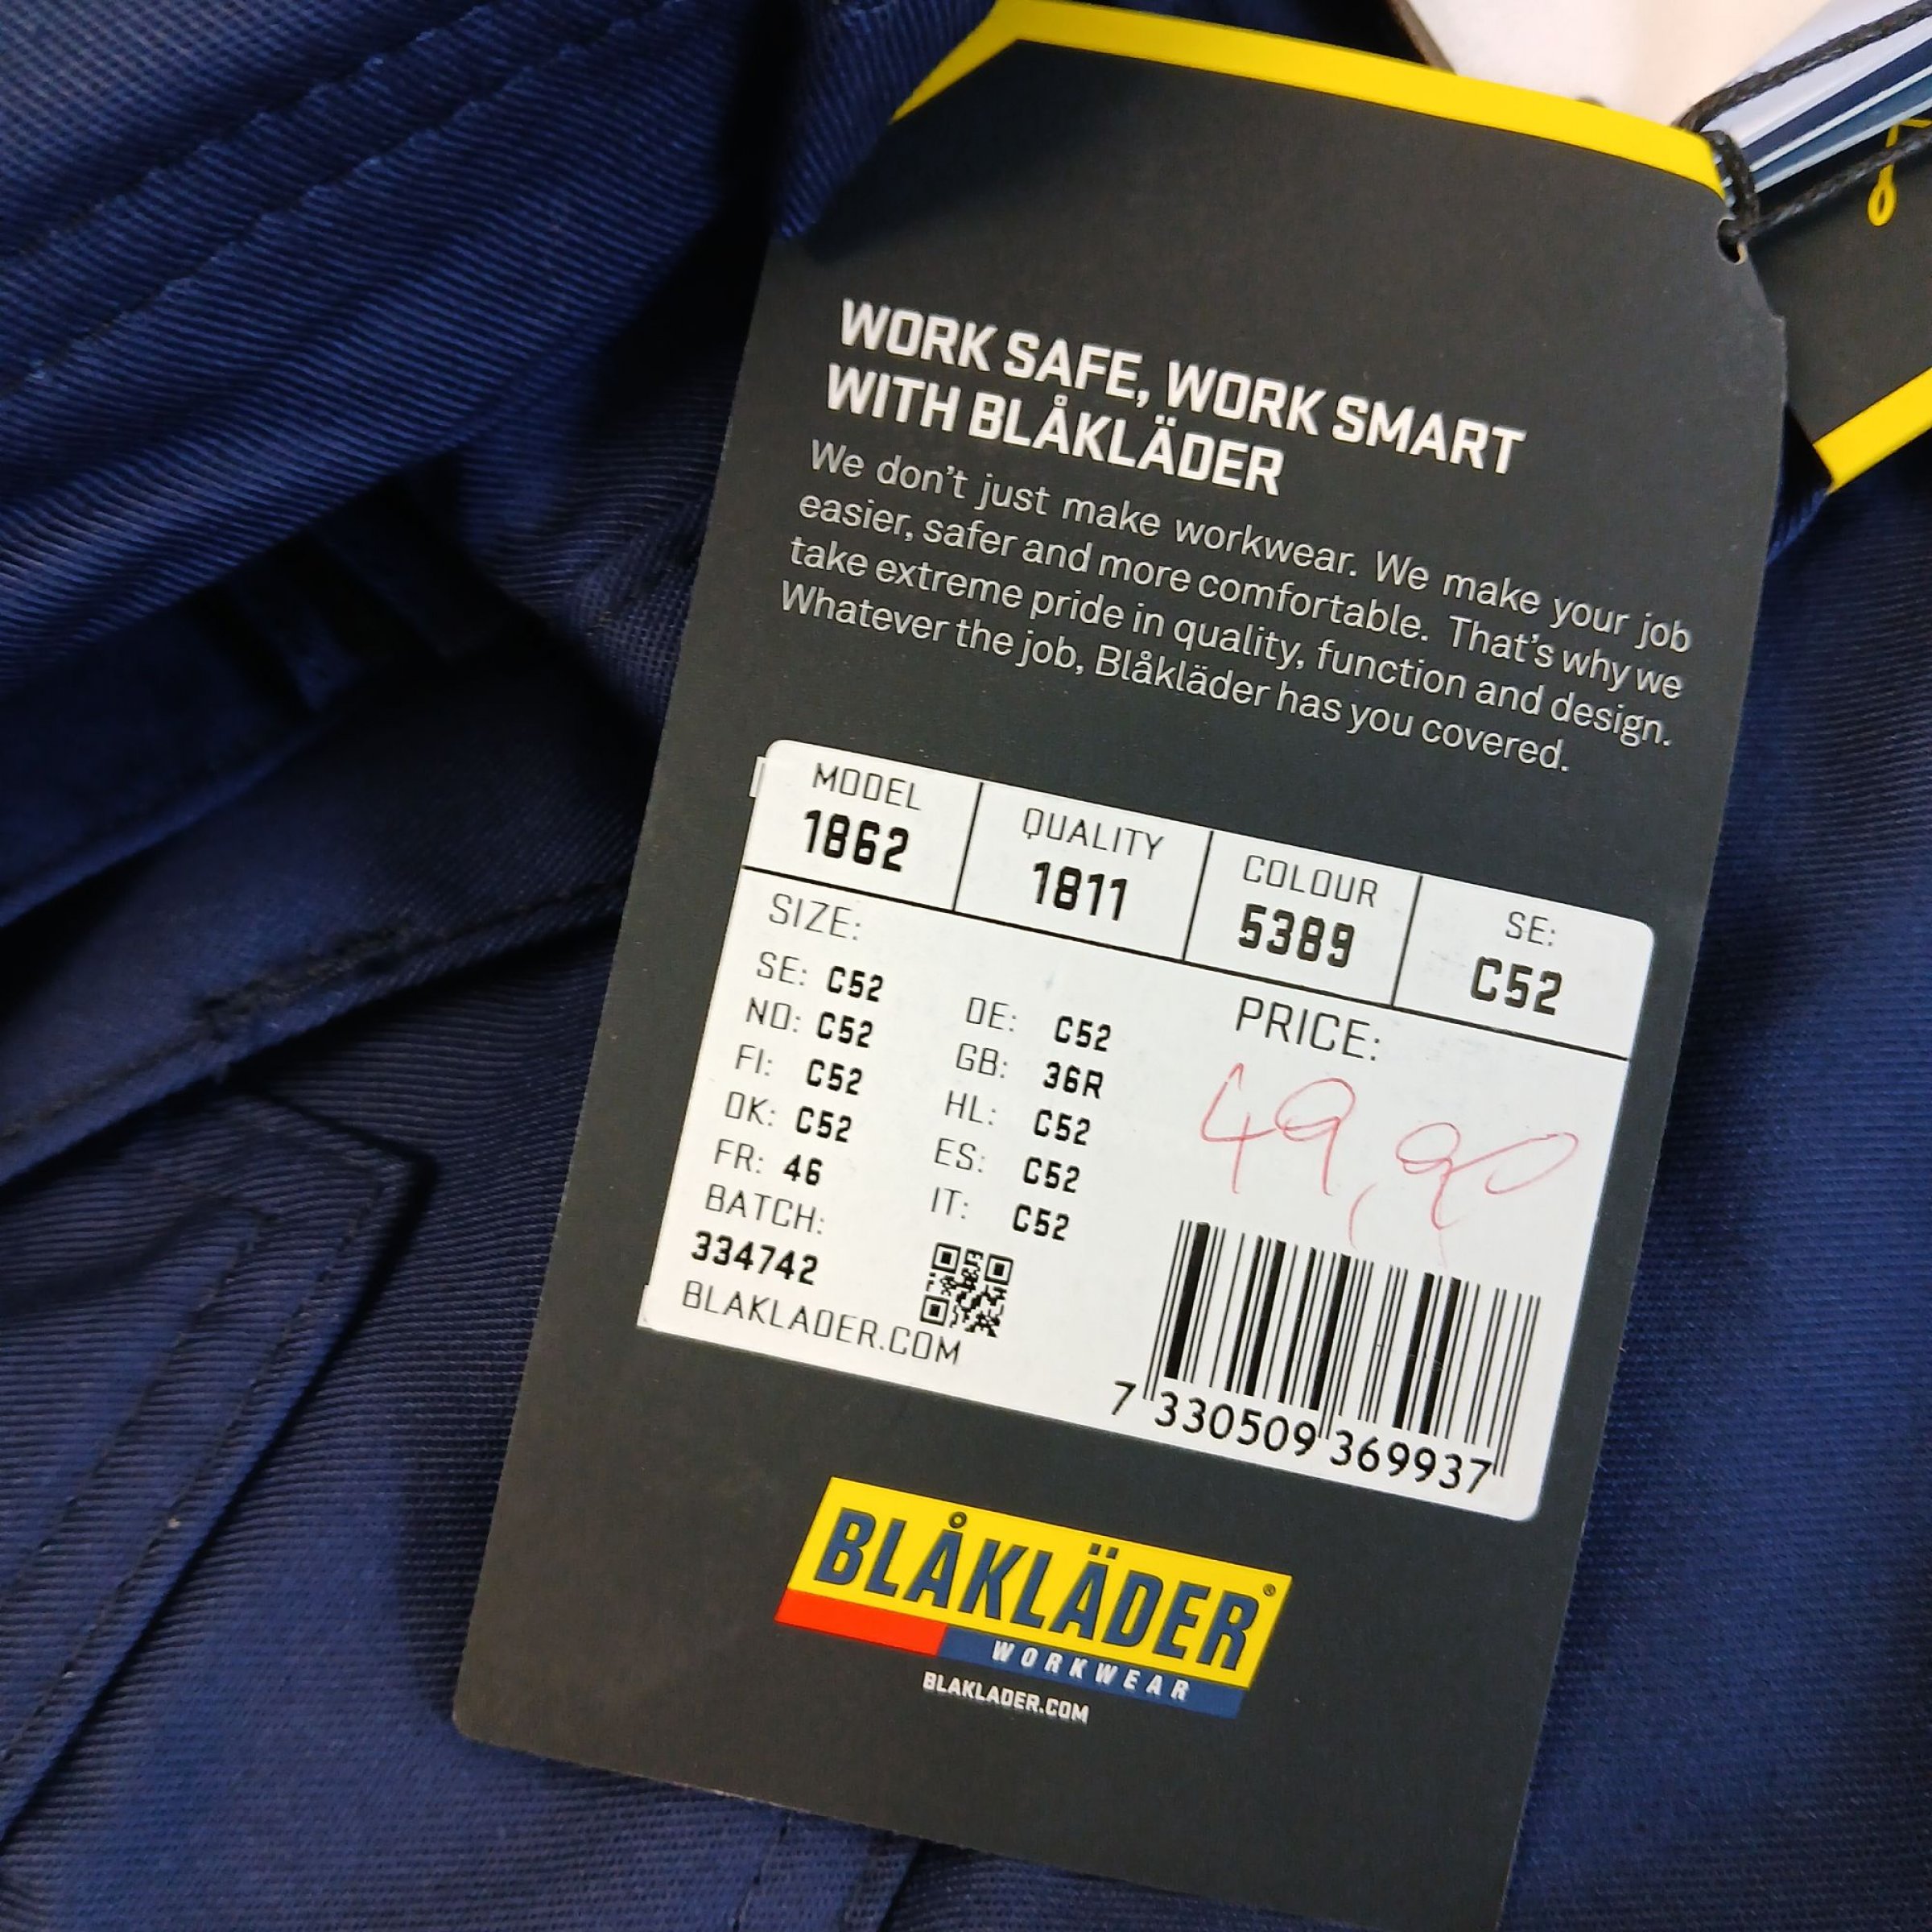 WORK SAFE, WORK SMART
WITH BLÅKLÄDER
We don't just make workwear. We make your job
easier, safer and more comfortable. That's why we
take extreme pride in quality, function and design.
Whatever the job, Blåkläder has you covered.
MODEL QUALITY COLOUR SE:
1862 1811 5389 C52
SIZE:
SE: C52 DE: C52
NO: C52 GB: 36R
FI: C52 HL: C52
DK: C52 ES: C52
FR: 46 IT: C52
BATCH:
334742
BLAKLADER.COM
PRICE:
49,90
7 330509 369937
BLÅKLÄDER®
WORKWEAR
BLAKLADER.COM